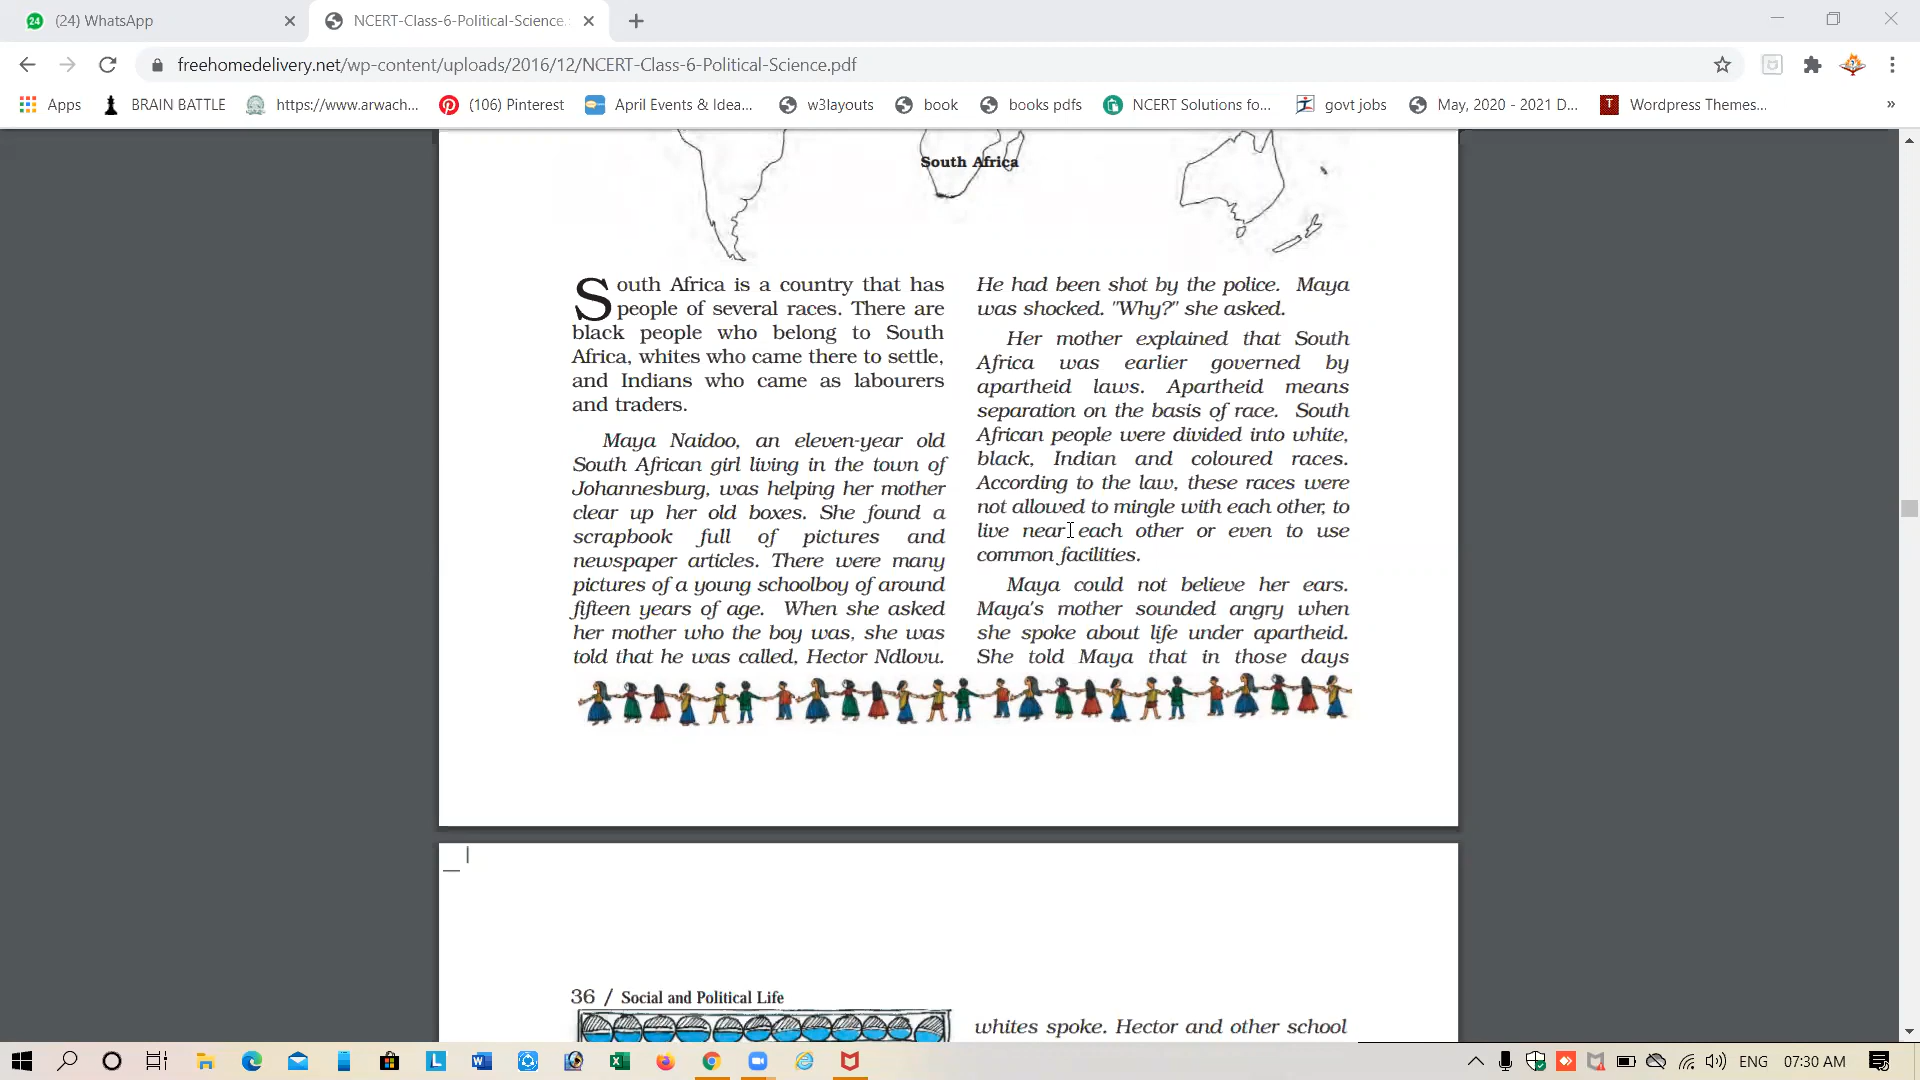 (24) WhatsApp
NCERT-Class-6-Political-Science.
freehomedelivery.net/wp-content/uploads/2016/12/NCERT-Class-6-Political-Science.pdf
Apps BRAIN BATTLE https://www.arwach... (106) Pinterest April Events & Idea... w3layouts book books pdfs NCERT Solutions fo... govt jobs May, 2020 - 2021 D... Wordpress Themes... »
South Africa
South Africa is a country that has
people of several races. There are
black people who belong to South
Africa, whites who came there to settle,
and Indians who came as labourers
and traders.
Maya Naidoo, an eleven-year old
South African girl living in the town of
Johannesburg, was helping her mother
clear up her old boxes. She found a
scrapbook full of pictures and
newspaper articles. There were many
pictures of a young schoolboy of around
fifteen years of age. When she asked
her mother who the boy was, she was
told that he was called, Hector Ndlovu.
He had been shot by the police. Maya
was shocked. "Why?" she asked.
Her mother explained that South
Africa was earlier governed by
apartheid laws. Apartheid means
separation on the basis of race. South
African people were divided into white,
black, Indian and coloured races.
According to the law, these races were
not allowed to mingle with each other, to
live near each other or even to use
common facilities.
Maya could not believe her ears.
Maya's mother sounded angry when
she spoke about life under apartheid.
She told Maya that in those days
36 / Social and Political Life
whites spoke. Hector and other school
ENG 07:30 AM